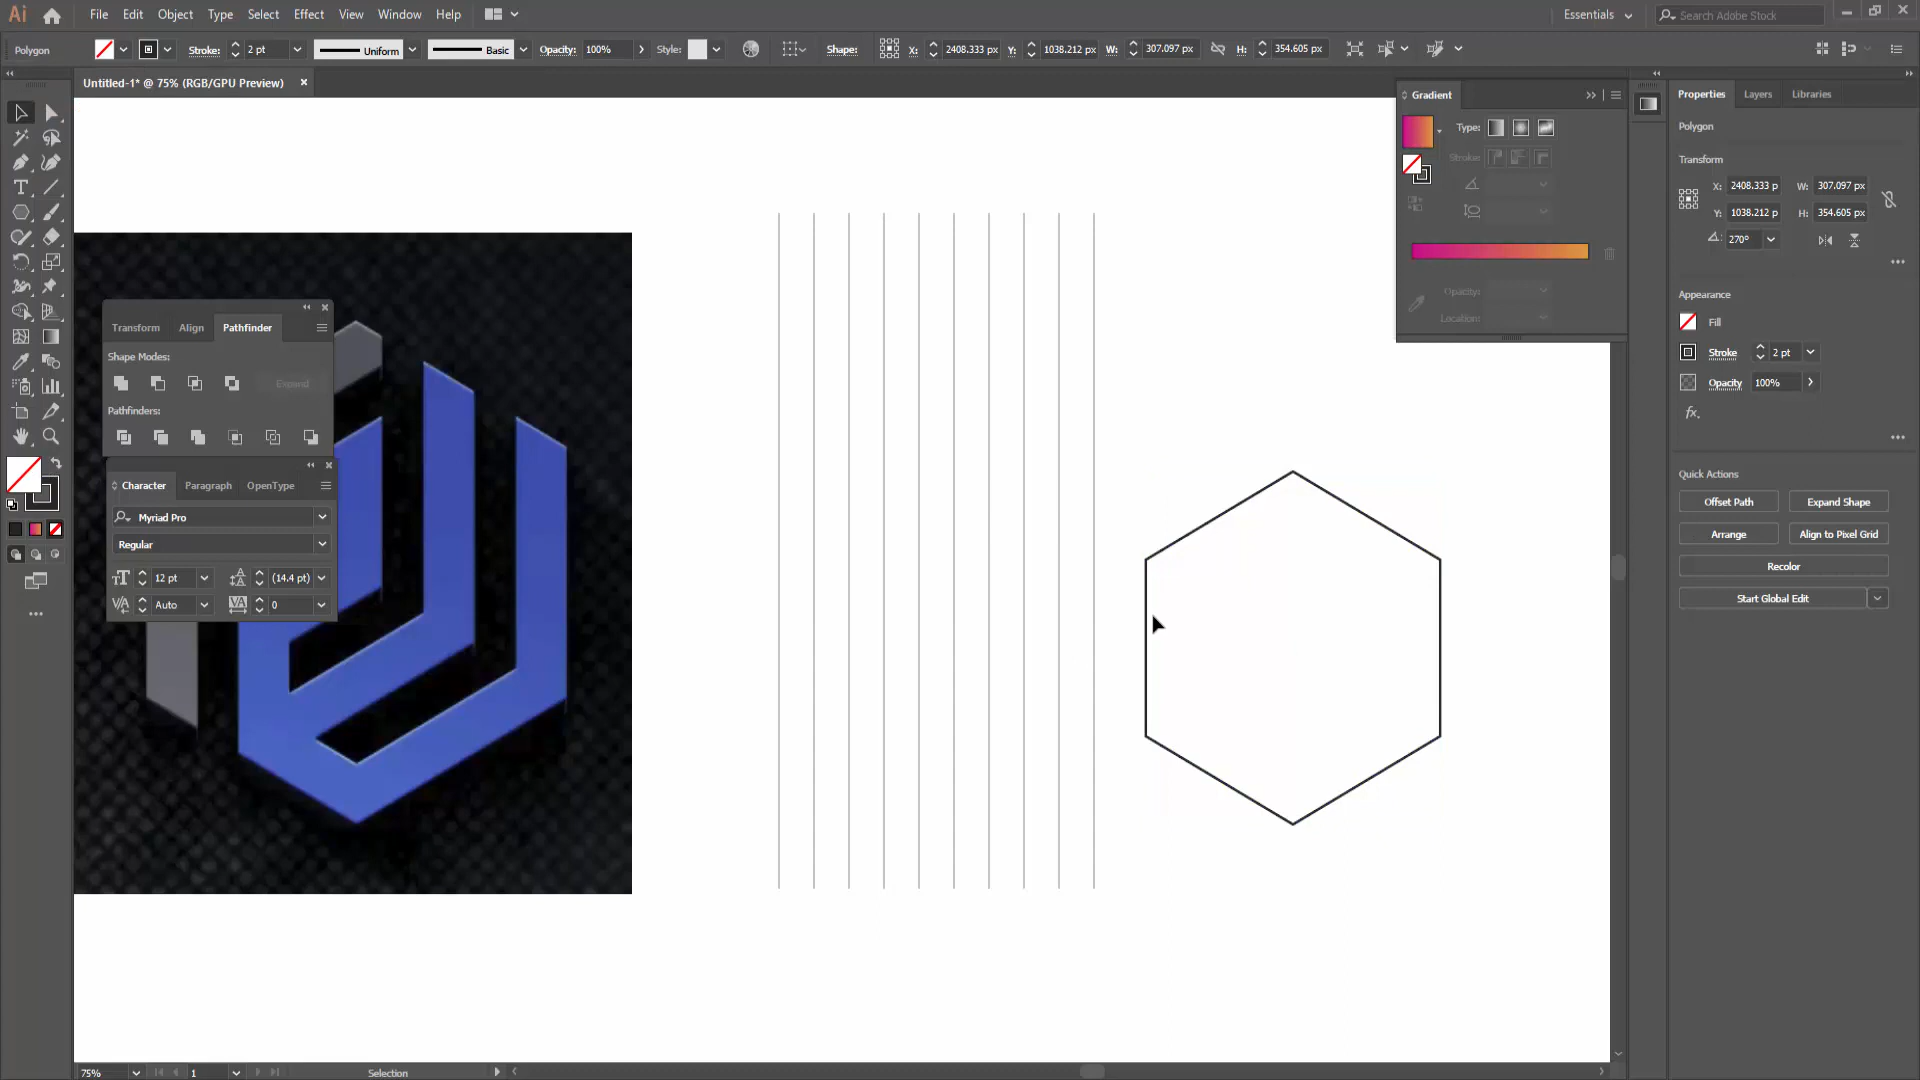 Ai File Edit Object Type Select Effect View Window Help Essentials Search Adobe Stock
Polygon Stroke: 2 pt Uniform Basic Opacity: 100% Style: Shape: X: 2408.333 px Y: 1038.212 px W: 307.097 px H: 354.605 px
Untitled-1* @ 75% (RGB/GPU Preview)
Gradient
Type:
Stroke:
Opacity:
Location:
Properties Layers Libraries
Polygon
Transform
X: 2408.333 p W: 307.097 px
Y: 1038.212 p H: 354.605 px
270°
Appearance
Fill
Stroke 2 pt
Opacity 100%
fx.
Quick Actions
Offset Path Expand Shape
Arrange Align to Pixel Grid
Recolor
Start Global Edit
Transform Align Pathfinder
Shape Modes:
Expand
Pathfinders:
Character Paragraph OpenType
Myriad Pro
Regular
12 pt (14.4 pt)
Auto 0
75% 1 Selection